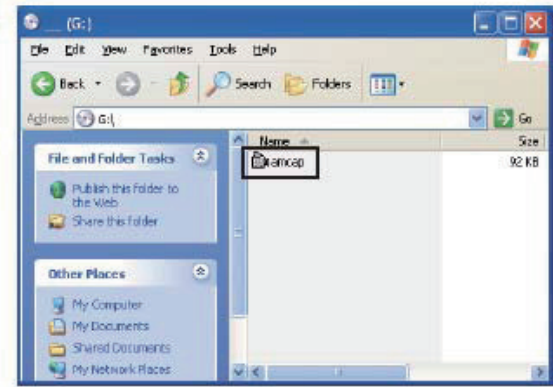 __ (G:)
File Edit View Favorites Tools Help
Back Search Folders
Address G:\ Go
Name Size
amcap 92 KB
File and Folder Tasks
Publish this folder to
the Web
Share this folder
Other Places
My Computer
My Documents
Shared Documents
My Network Places